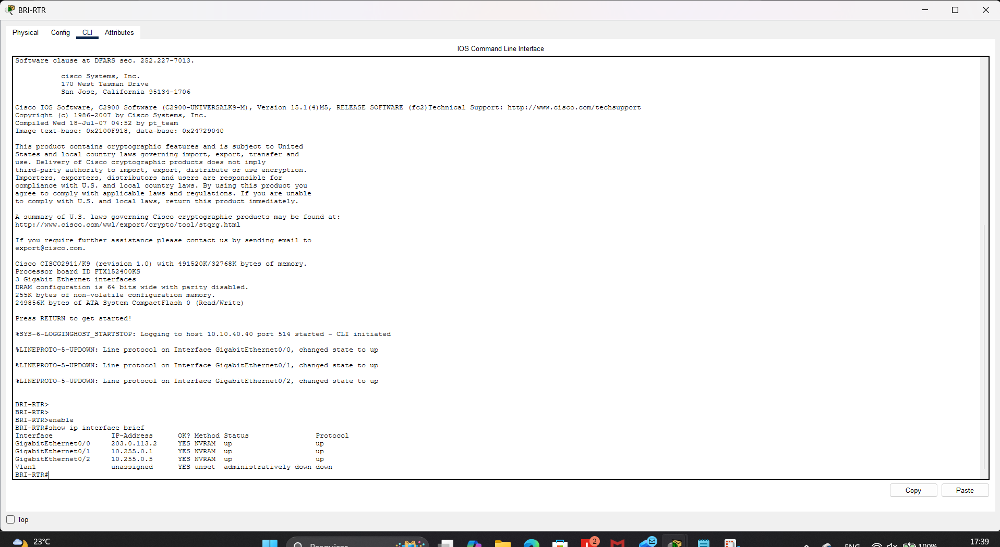 BRI-RTR
Physical Config CLI Attributes
IOS Command Line Interface
Software clause at DFARS sec. 252.227-7013.
cisco Systems, Inc.
170 West Tasman Drive
San Jose, California 95134-1706
Cisco IOS Software, C2900 Software (C2900-UNIVERSALK9-M), Version 15.1(4)M5, RELEASE SOFTWARE (fc2)Technical Support: http://www.cisco.com/techsupport
Copyright (c) 1986-2007 by Cisco Systems, Inc.
Compiled Wed 18-Jul-07 04:52 by pt_team
Image text-base: 0x2100F918, data-base: 0x24729040
This product contains cryptographic features and is subject to United
States and local country laws governing import, export, transfer and
use. Delivery of Cisco cryptographic products does not imply
third-party authority to import, export, distribute or use encryption.
Importers, exporters, distributors and users are responsible for
compliance with U.S. and local country laws. By using this product you
agree to comply with applicable laws and regulations. If you are unable
to comply with U.S. and local laws, return this product immediately.
A summary of U.S. laws governing Cisco cryptographic products may be found at:
http://www.cisco.com/wwl/export/crypto/tool/stqrg.html
If you require further assistance please contact us by sending email to
export@cisco.com.
Cisco CISCO2911/K9 (revision 1.0) with 491520K/32768K bytes of memory.
Processor board ID FTX152400KS
3 Gigabit Ethernet interfaces
DRAM configuration is 64 bits wide with parity disabled.
255K bytes of non-volatile configuration memory.
249856K bytes of ATA System CompactFlash 0 (Read/Write)
Press RETURN to get started!
%SYS-6-LOGGINGHOST_STARTSTOP: Logging to host 10.10.40.40 port 514 started - CLI initiated
%LINEPROTO-5-UPDOWN: Line protocol on Interface GigabitEthernet0/0, changed state to up
%LINEPROTO-5-UPDOWN: Line protocol on Interface GigabitEthernet0/1, changed state to up
%LINEPROTO-5-UPDOWN: Line protocol on Interface GigabitEthernet0/2, changed state to up
BRI-RTR>
BRI-RTR>
BRI-RTR>enable
BRI-RTR#show ip interface brief
Interface IP-Address OK? Method Status Protocol
GigabitEthernet0/0 203.0.113.2 YES NVRAM up up
GigabitEthernet0/1 10.255.0.1 YES NVRAM up up
GigabitEthernet0/2 10.255.0.5 YES NVRAM up up
Vlan1 unassigned YES unset administratively down down
BRI-RTR#
Copy Paste
Top
23°C Pesquisar 2 ENG 100% 17:39